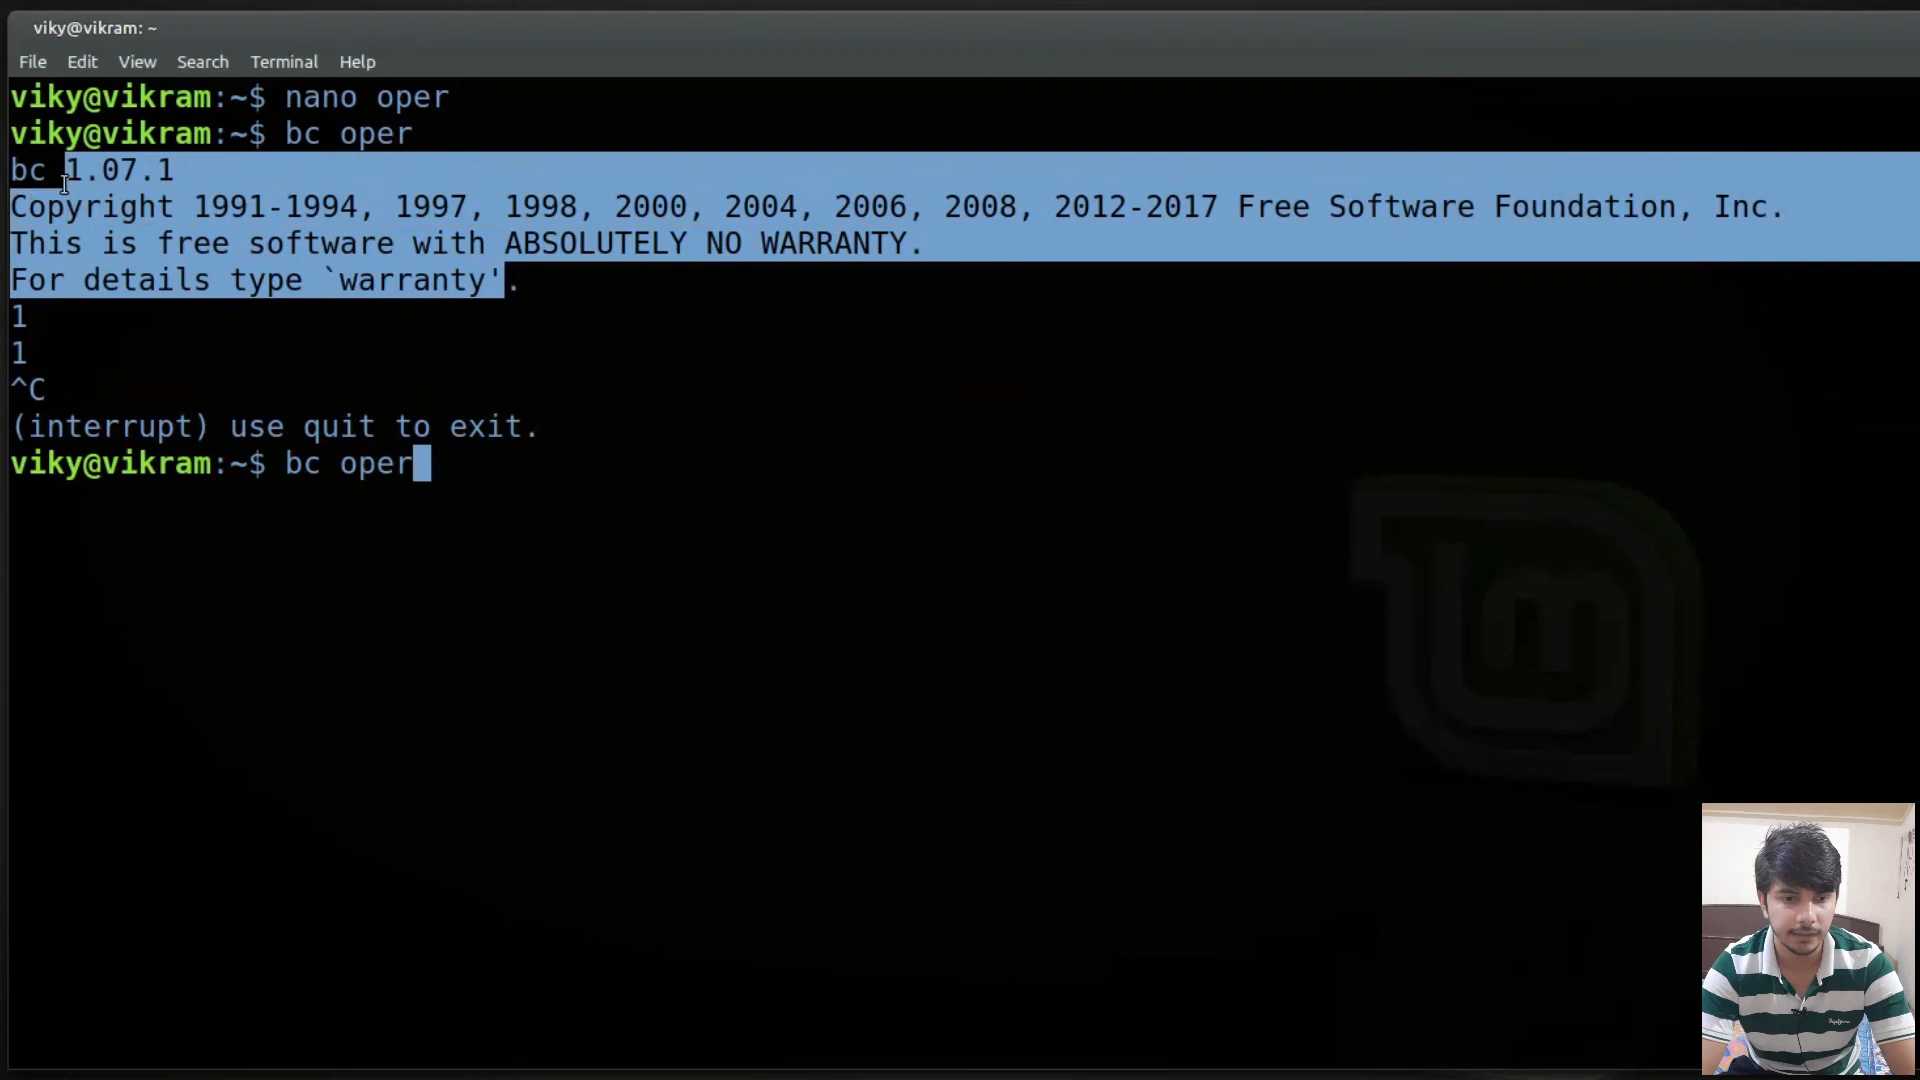 viky@vikram: ~
File Edit View Search Terminal Help
viky@vikram:~$ nano oper
viky@vikram:~$ bc oper
bc 1.07.1
Copyright 1991-1994, 1997, 1998, 2000, 2004, 2006, 2008, 2012-2017 Free Software Foundation, Inc.
This is free software with ABSOLUTELY NO WARRANTY.
For details type `warranty'.
1
1
^C
(interrupt) use quit to exit.
viky@vikram:~$ bc oper